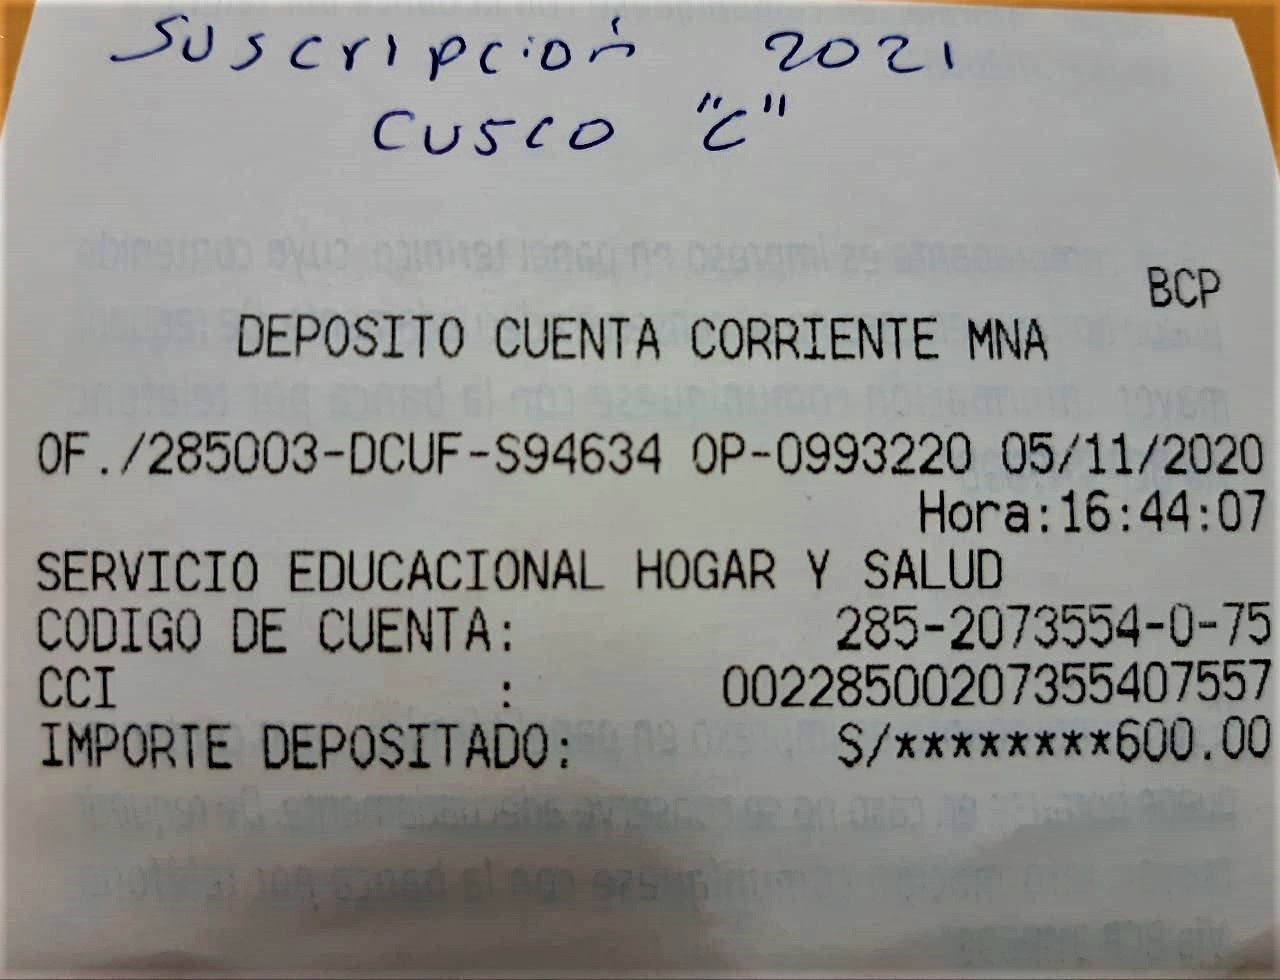 Suscripción 2021
CUSCO "C"
BCP
DEPOSITO CUENTA CORRIENTE MNA
OF./285003-DCUF-S94634 OP-0993220 05/11/2020
Hora:16:44:07
SERVICIO EDUCACIONAL HOGAR Y SALUD
CODIGO DE CUENTA: 285-2073554-0-75
CCI : 00228500207355407557
IMPORTE DEPOSITADO: S/********600.00